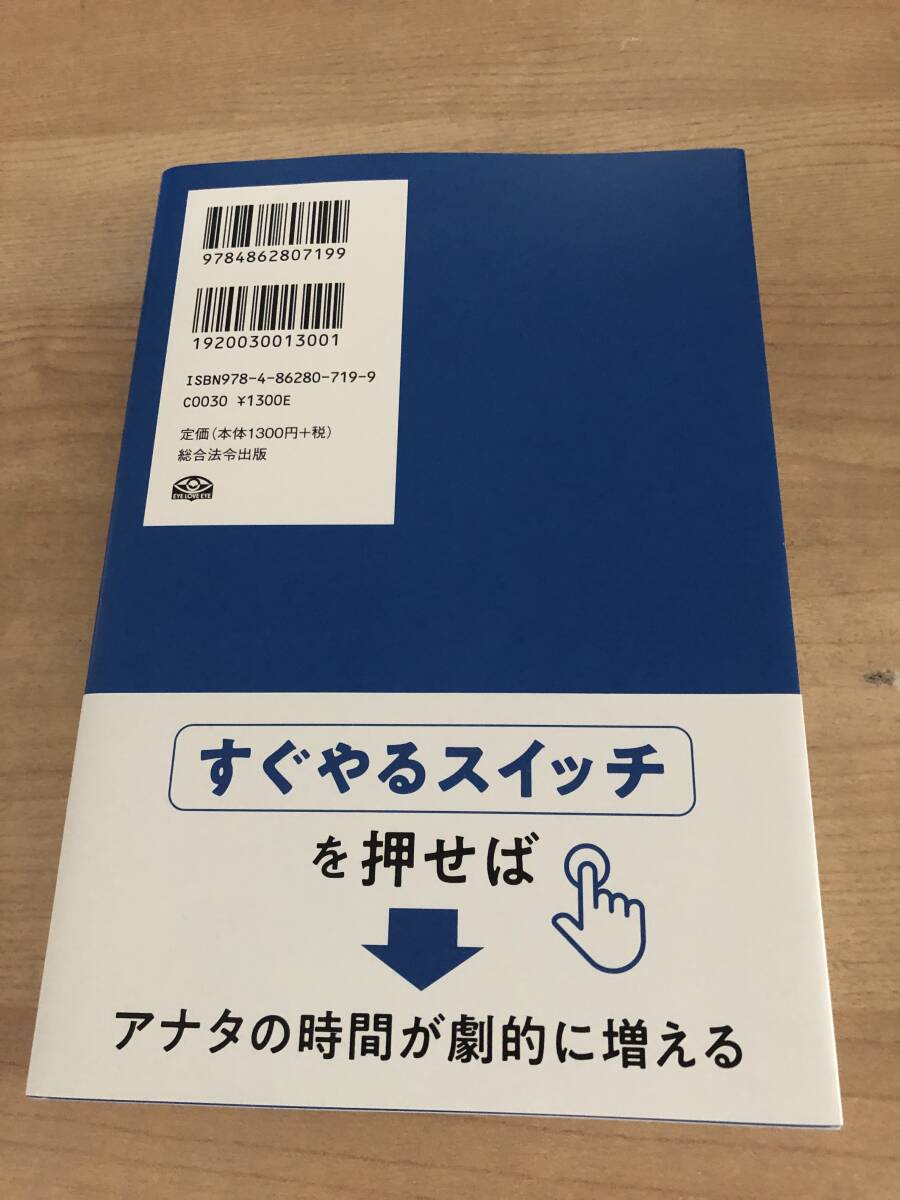 9784862807199
1920030013001
ISBN978-4-86280-719-9
C0030 ¥1300E
定価(本体1300円+税)
総合法令出版
EYE LOVE EYE
すぐやるスイッチ
を押せば
アナタの時間が劇的に増える